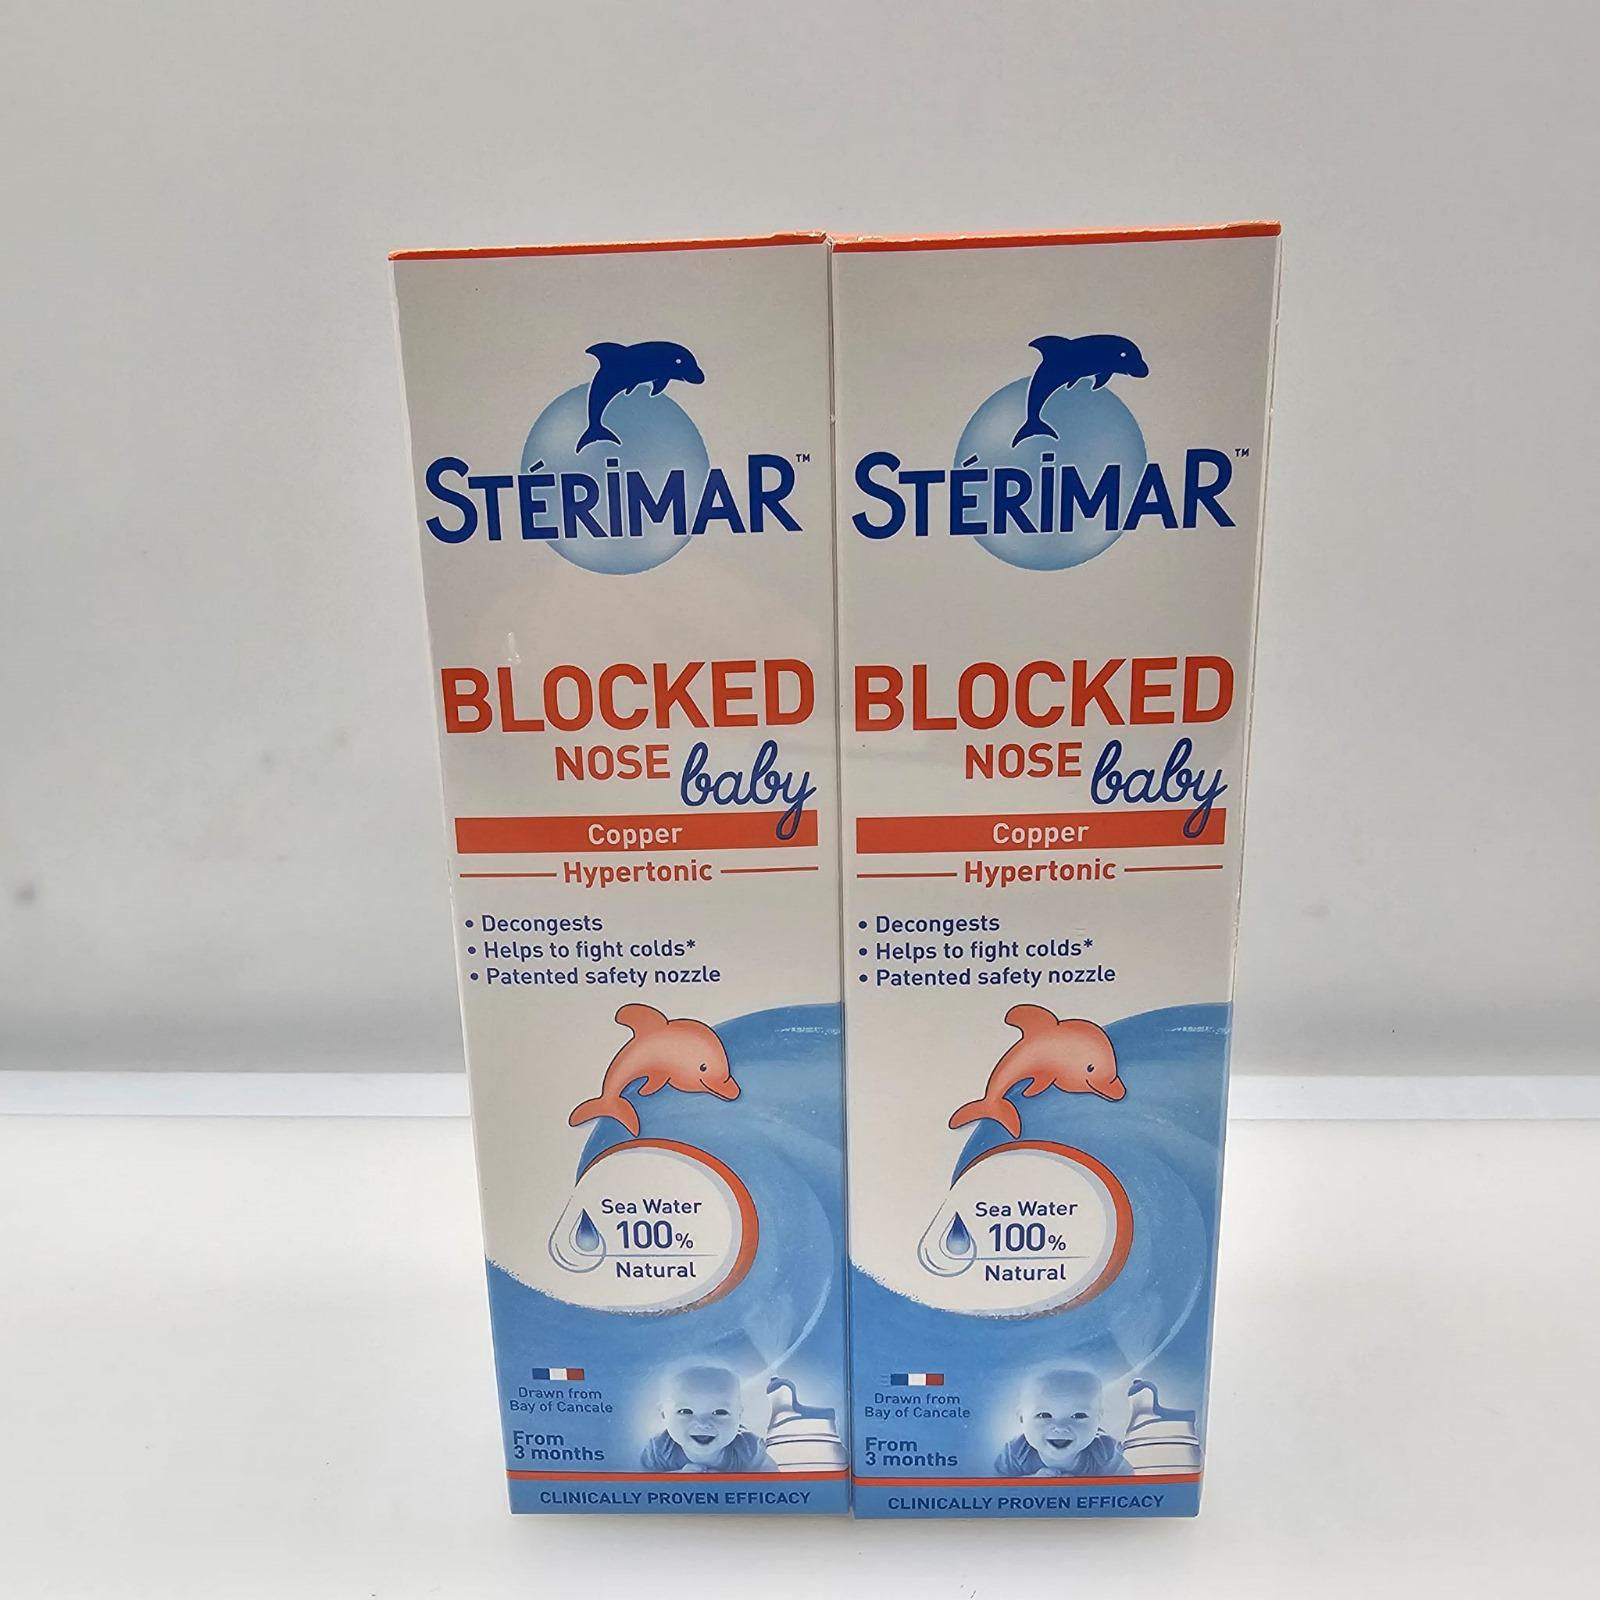 STÉRIMAR™
BLOCKED
NOSE baby
Copper
Hypertonic
• Decongests
• Helps to fight colds*
• Patented safety nozzle
Sea Water
100%
Natural
Drawn from
Bay of Cancale
From
3 months
CLINICALLY PROVEN EFFICACY
STÉRIMAR™
BLOCKED
NOSE baby
Copper
Hypertonic
• Decongests
• Helps to fight colds*
• Patented safety nozzle
Sea Water
100%
Natural
Drawn from
Bay of Cancale
From
3 months
CLINICALLY PROVEN EFFICACY